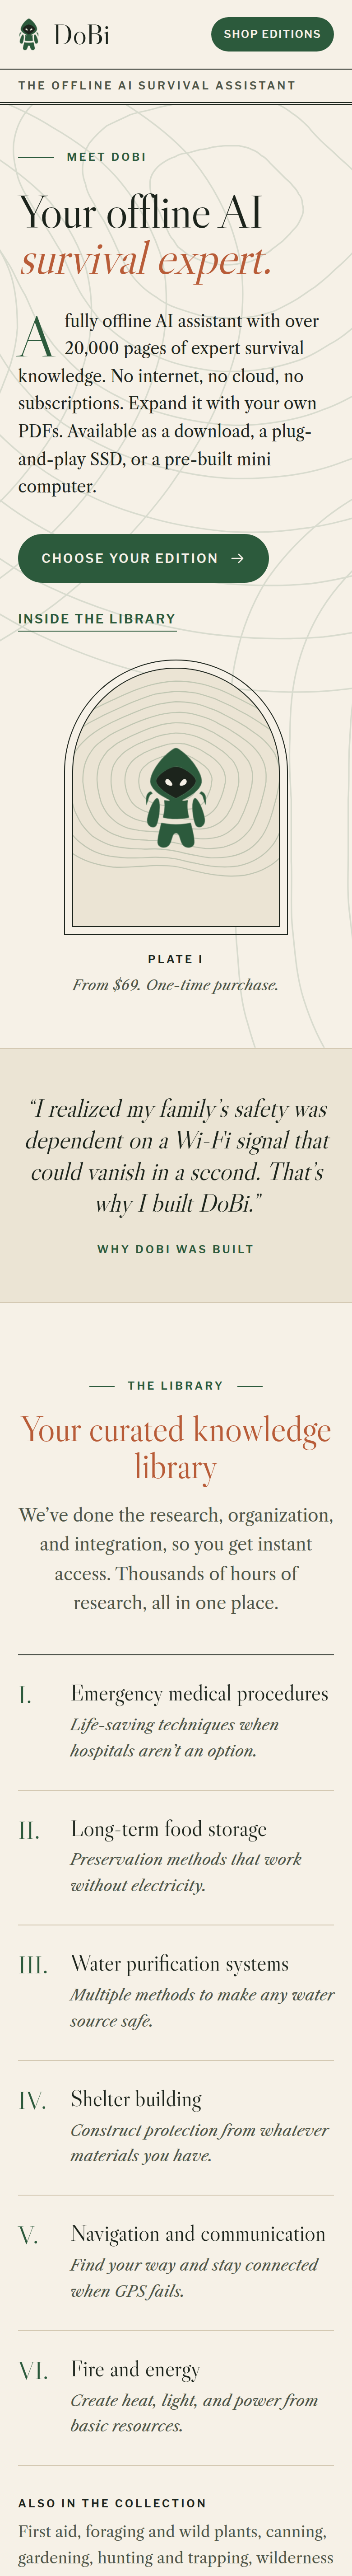 DoBi
SHOP EDITIONS
THE OFFLINE AI SURVIVAL ASSISTANT
MEET DOBI
Your offline AI
survival expert.
A fully offline AI assistant with over
20,000 pages of expert survival
knowledge. No internet, no cloud, no
subscriptions. Expand it with your own
PDFs. Available as a download, a plug-
and-play SSD, or a pre-built mini
computer.
CHOOSE YOUR EDITION →
INSIDE THE LIBRARY
PLATE I
From $69. One-time purchase.
“I realized my family’s safety was
dependent on a Wi-Fi signal that
could vanish in a second. That’s
why I built DoBi.”
WHY DOBI WAS BUILT
THE LIBRARY
Your curated knowledge
library
We’ve done the research, organization,
and integration, so you get instant
access. Thousands of hours of
research, all in one place.
I. Emergency medical procedures
Life-saving techniques when
hospitals aren’t an option.
II. Long-term food storage
Preservation methods that work
without electricity.
III. Water purification systems
Multiple methods to make any water
source safe.
IV. Shelter building
Construct protection from whatever
materials you have.
V. Navigation and communication
Find your way and stay connected
when GPS fails.
VI. Fire and energy
Create heat, light, and power from
basic resources.
ALSO IN THE COLLECTION
First aid, foraging and wild plants, canning,
gardening, hunting and trapping, wilderness